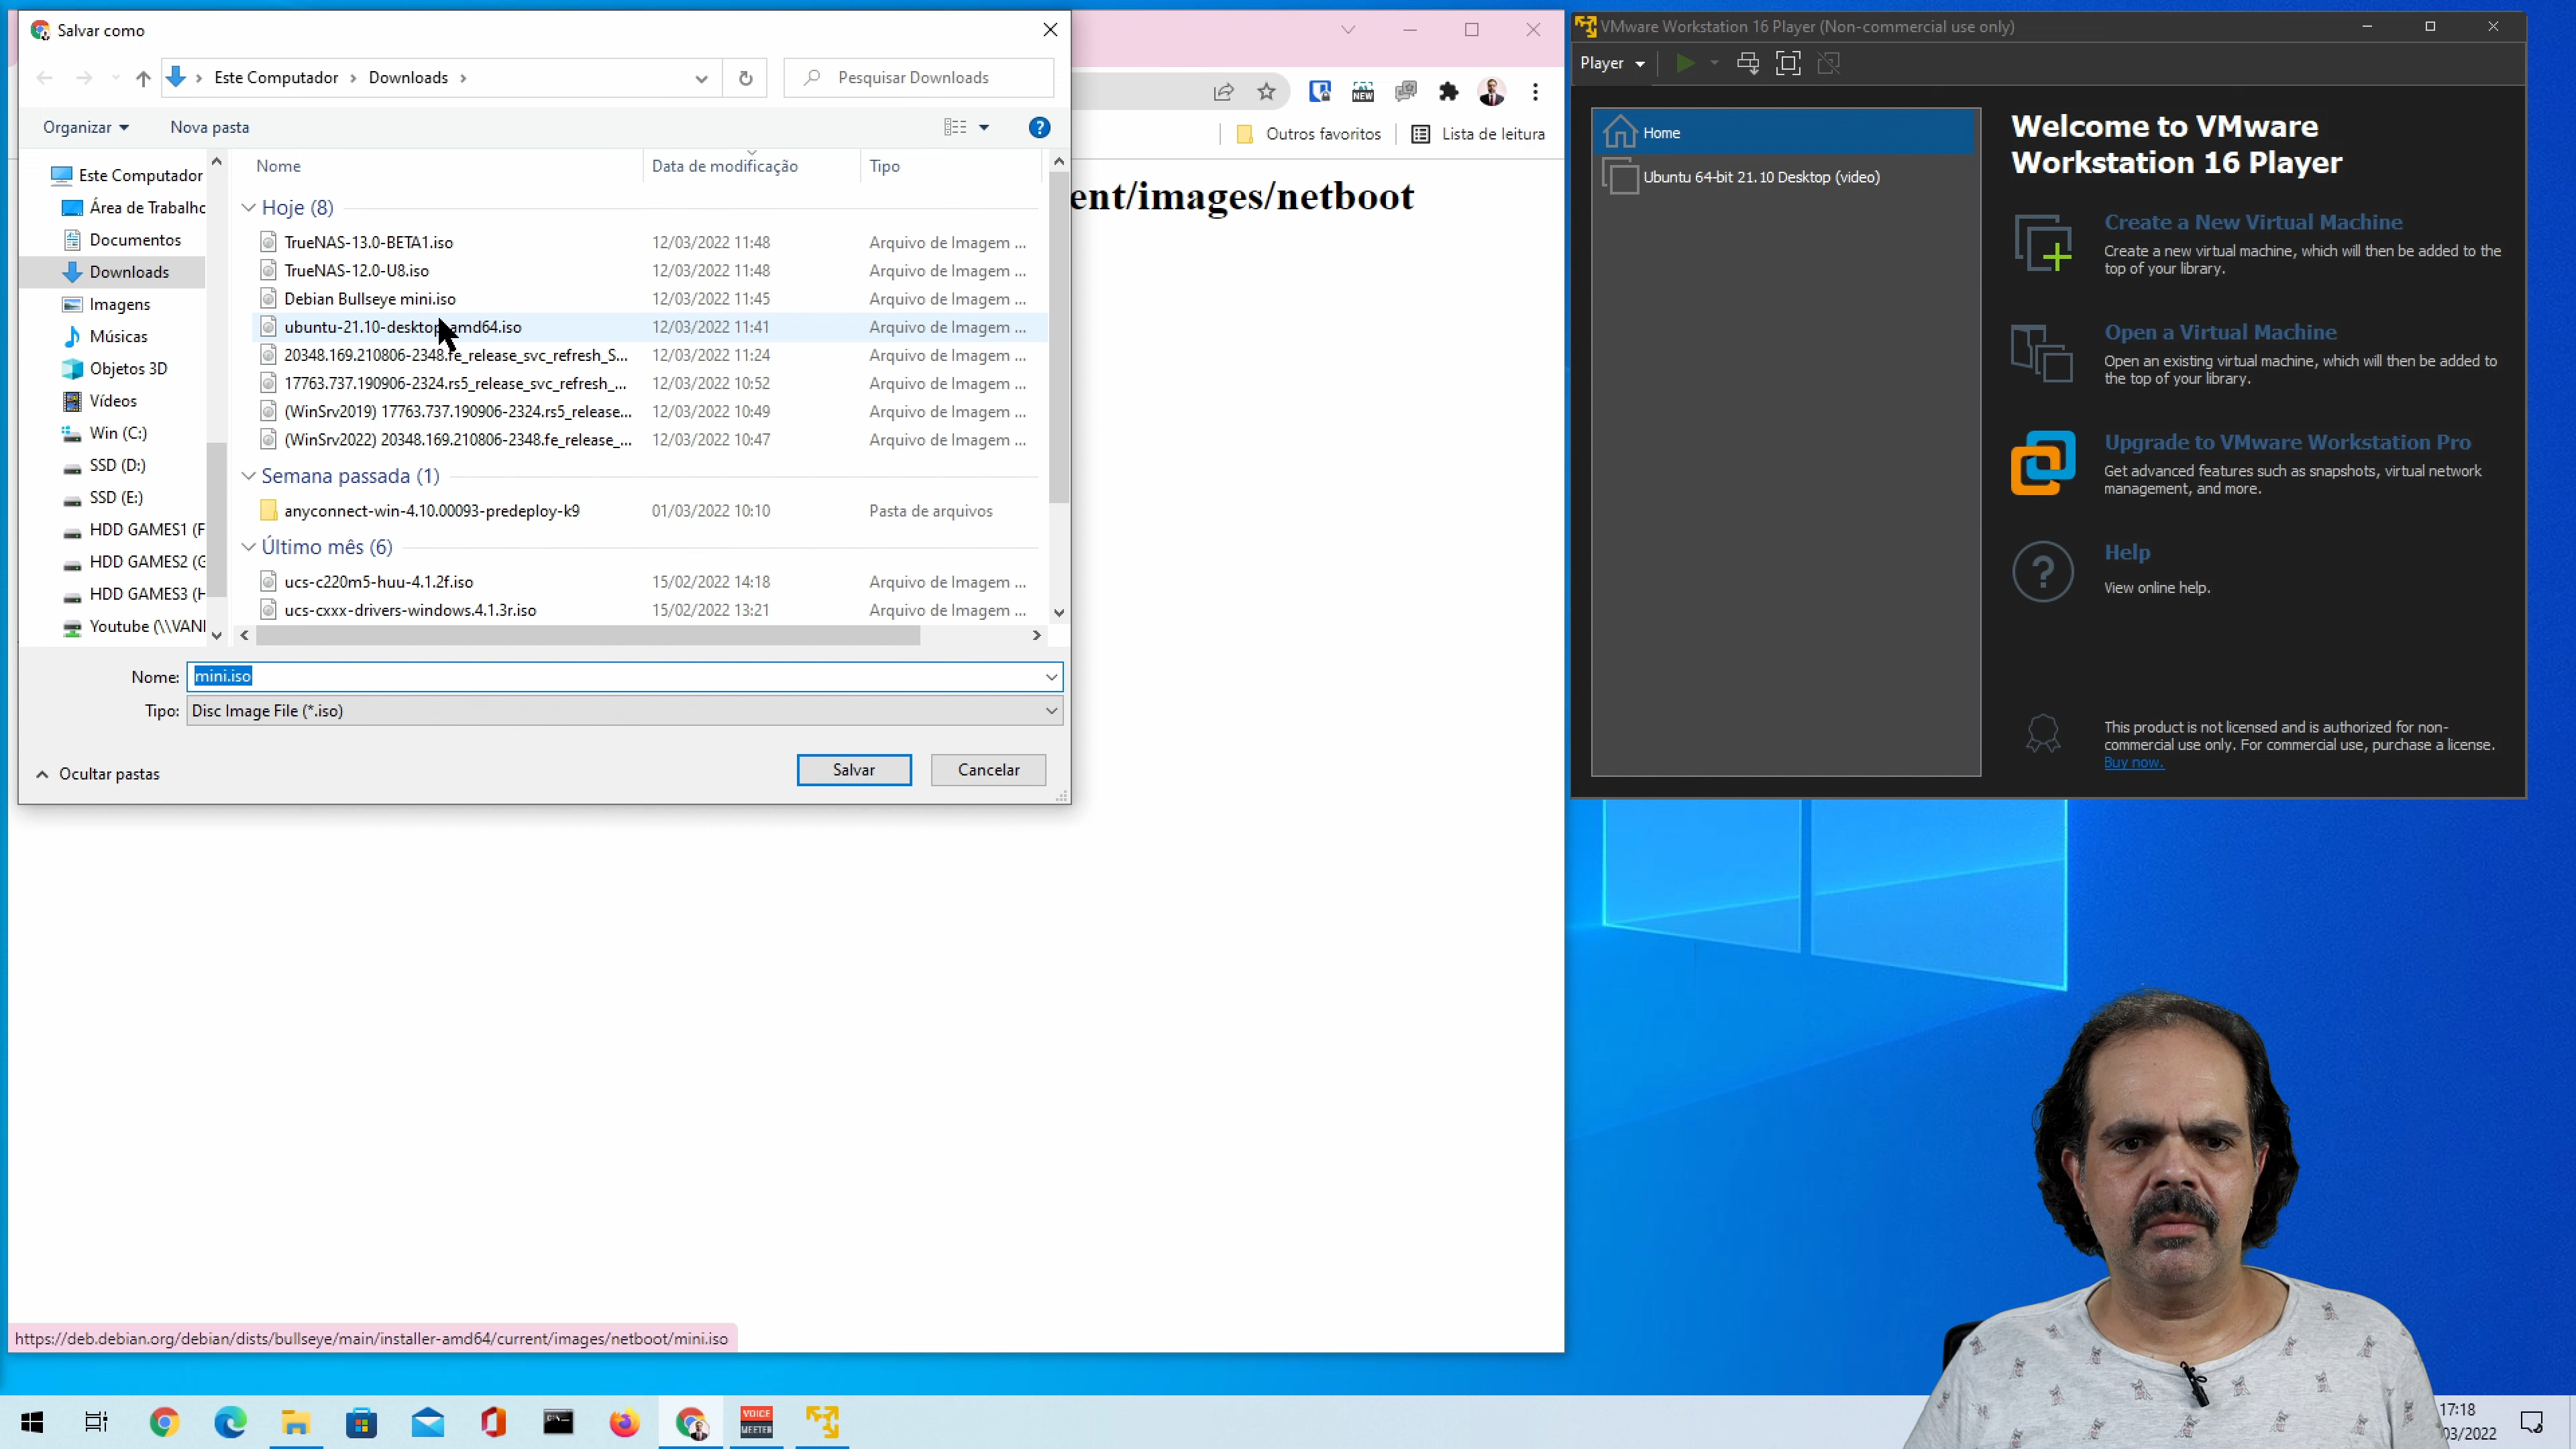 Salvar como
Este Computador > Downloads >
Pesquisar Downloads
Organizar
Nova pasta
Este Computador
Área de Trabalho
Documentos
Downloads
Imagens
Músicas
Objetos 3D
Vídeos
Win (C:)
SSD (D:)
SSD (E:)
HDD GAMES1 (F
HDD GAMES2 (G
HDD GAMES3 (H
Youtube (\\VANI
Nome
Data de modificação
Tipo
Hoje (8)
TrueNAS-13.0-BETA1.iso 12/03/2022 11:48 Arquivo de Imagem ...
TrueNAS-12.0-U8.iso 12/03/2022 11:48 Arquivo de Imagem ...
Debian Bullseye mini.iso 12/03/2022 11:45 Arquivo de Imagem ...
ubuntu-21.10-desktop-amd64.iso 12/03/2022 11:41 Arquivo de Imagem ...
20348.169.210806-2348.fe_release_svc_refresh_S... 12/03/2022 11:24 Arquivo de Imagem ...
17763.737.190906-2324.rs5_release_svc_refresh_... 12/03/2022 10:52 Arquivo de Imagem ...
(WinSrv2019) 17763.737.190906-2324.rs5_release... 12/03/2022 10:49 Arquivo de Imagem ...
(WinSrv2022) 20348.169.210806-2348.fe_release_... 12/03/2022 10:47 Arquivo de Imagem ...
Semana passada (1)
anyconnect-win-4.10.00093-predeploy-k9 01/03/2022 10:10 Pasta de arquivos
Último mês (6)
ucs-c220m5-huu-4.1.2f.iso 15/02/2022 14:18 Arquivo de Imagem ...
ucs-cxxx-drivers-windows.4.1.3r.iso 15/02/2022 13:21 Arquivo de Imagem ...
Nome: mini.iso
Tipo: Disc Image File (*.iso)
Ocultar pastas
Salvar
Cancelar
NEW
Outros favoritos
Lista de leitura
ent/images/netboot
https://deb.debian.org/debian/dists/bullseye/main/installer-amd64/current/images/netboot/mini.iso
VMware Workstation 16 Player (Non-commercial use only)
Player
Home
Ubuntu 64-bit 21.10 Desktop (video)
Welcome to VMware
Workstation 16 Player
Create a New Virtual Machine
Create a new virtual machine, which will then be added to the
top of your library.
Open a Virtual Machine
Open an existing virtual machine, which will then be added to
the top of your library.
Upgrade to VMware Workstation Pro
Get advanced features such as snapshots, virtual network
management, and more.
Help
View online help.
This product is not licensed and is authorized for non-
commercial use only. For commercial use, purchase a license.
Buy now.
VOICE
MEETER
17:18
03/2022